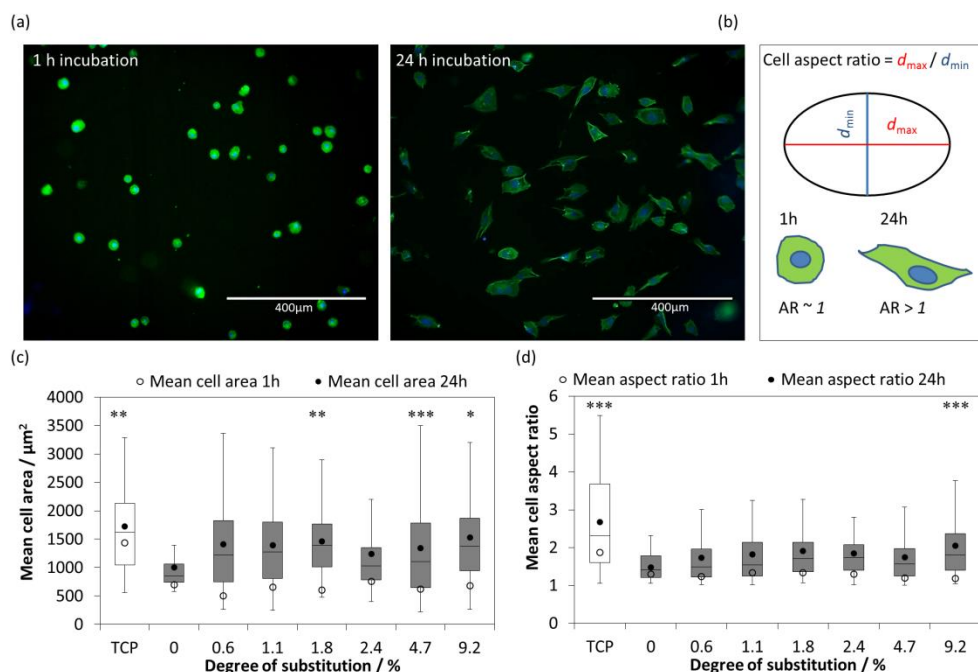 (a)
1 h incubation
400µm
24 h incubation
400µm
(b)
Cell aspect ratio = dmax / dmin
dmin
dmax
1h
24h
AR ~ 1
AR > 1
(c)
○ Mean cell area 1h ● Mean cell area 24h
Mean cell area / µm²
4000
3500
3000
2500
2000
1500
1000
500
0
** ** *** *
TCP 0 0.6 1.1 1.8 2.4 4.7 9.2
Degree of substitution / %
(d)
○ Mean aspect ratio 1h ● Mean aspect ratio 24h
Mean cell aspect ratio
6
5
4
3
2
1
0
*** ***
TCP 0 0.6 1.1 1.8 2.4 4.7 9.2
Degree of substitution / %